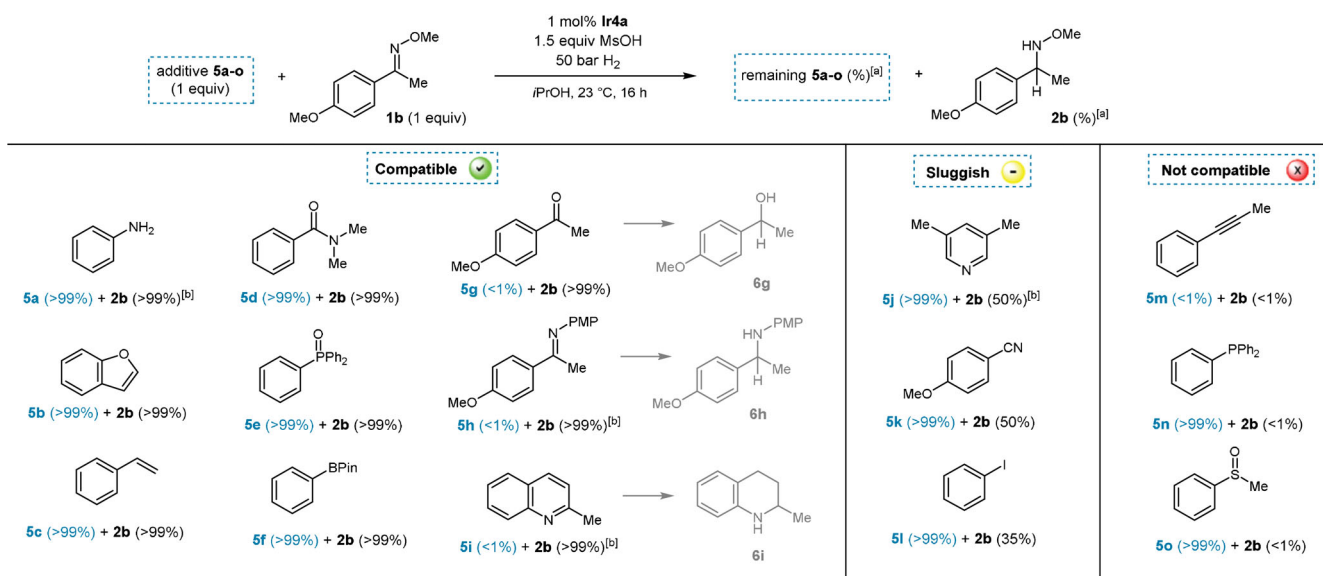 additive 5a-o
(1 equiv)
+
N
OMe
Me
MeO
1b (1 equiv)
1 mol% Ir4a
1.5 equiv MsOH
50 bar H2
iPrOH, 23 °C, 16 h
remaining 5a-o (%)[a]
+
HN
OMe
Me
H
MeO
2b (%)[a]
Compatible
Sluggish -
Not compatible X
NH2
5a (>99%) + 2b (>99%)[b]
O
N
Me
Me
5d (>99%) + 2b (>99%)
O
Me
MeO
5g (<1%) + 2b (>99%)
OH
Me
H
MeO
6g
Me
Me
N
5j (>99%) + 2b (50%)[b]
Me
5m (<1%) + 2b (<1%)
O
5b (>99%) + 2b (>99%)
O
PPh2
5e (>99%) + 2b (>99%)
N
PMP
Me
MeO
5h (<1%) + 2b (>99%)[b]
HN
PMP
Me
H
MeO
6h
CN
MeO
5k (>99%) + 2b (50%)
PPh2
5n (>99%) + 2b (<1%)
5c (>99%) + 2b (>99%)
BPin
5f (>99%) + 2b (>99%)
N
Me
5i (<1%) + 2b (>99%)[b]
N
H
Me
6i
I
5l (>99%) + 2b (35%)
O
S
Me
5o (>99%) + 2b (<1%)